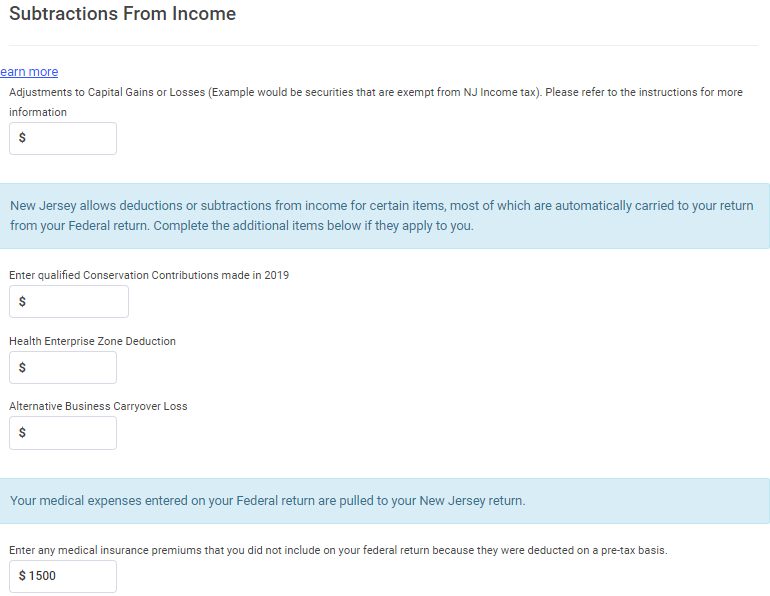 Subtractions From Income
earn more
Adjustments to Capital Gains or Losses (Example would be securities that are exempt from NJ Income tax). Please refer to the instructions for more
information
$
New Jersey allows deductions or subtractions from income for certain items, most of which are automatically carried to your return
from your Federal return. Complete the additional items below if they apply to you.
Enter qualified Conservation Contributions made in 2019
$
Health Enterprise Zone Deduction
$
Alternative Business Carryover Loss
$
Your medical expenses entered on your Federal return are pulled to your New Jersey return.
Enter any medical insurance premiums that you did not include on your federal return because they were deducted on a pre-tax basis.
$ 1500